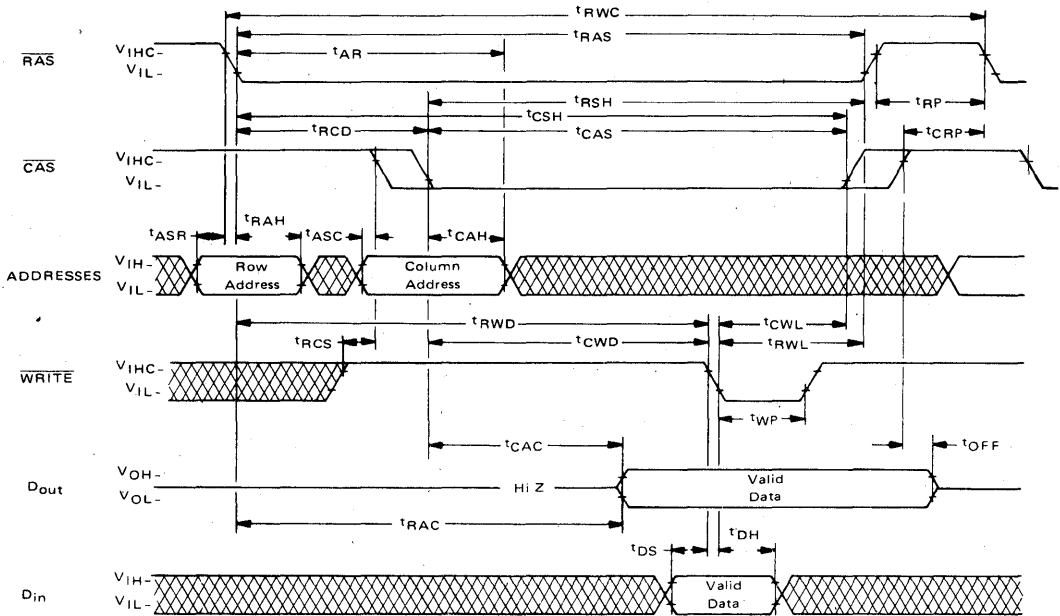 tRWC
tRAS
tAR
RAS
VIHC-
VIL-
tRSH
tRP
tCSH
tRCD
tCAS
tCRP
CAS
VIHC-
VIL-
tRAH
tASR
tASC
tCAH
ADDRESSES
VIH-
VIL-
Row
Address
Column
Address
tRWD
tCWL
tRCS
tCWD
tRWL
WRITE
VIHC-
VIL-
tWP
tCAC
tOFF
Dout
VOH-
VOL-
Hi Z
Valid
Data
tRAC
tDS
tDH
Din
VIH-
VIL-
Valid
Data